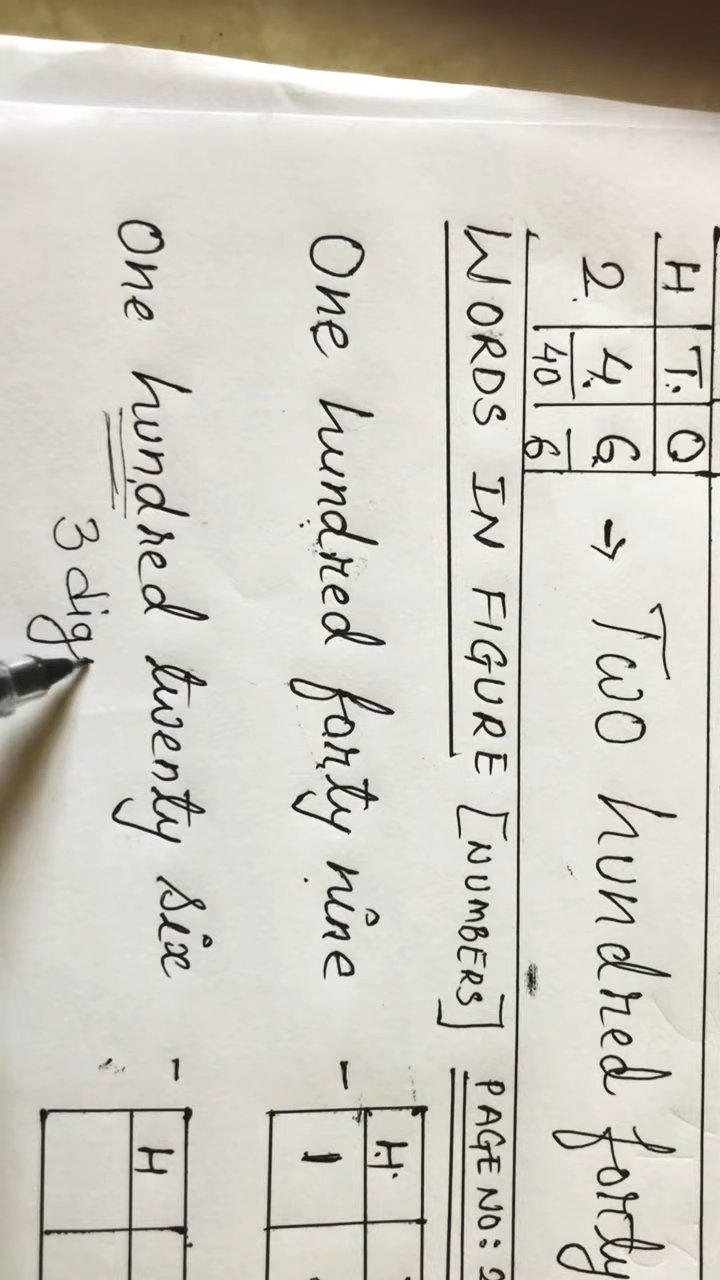 H T. O
2 4 6 → Two hundred forty
40 6
WORDS IN FIGURE [NUMBERS] PAGE NO: 2
H.
One hundred forty nine - 1
H
One hundred twenty six -
3 dig